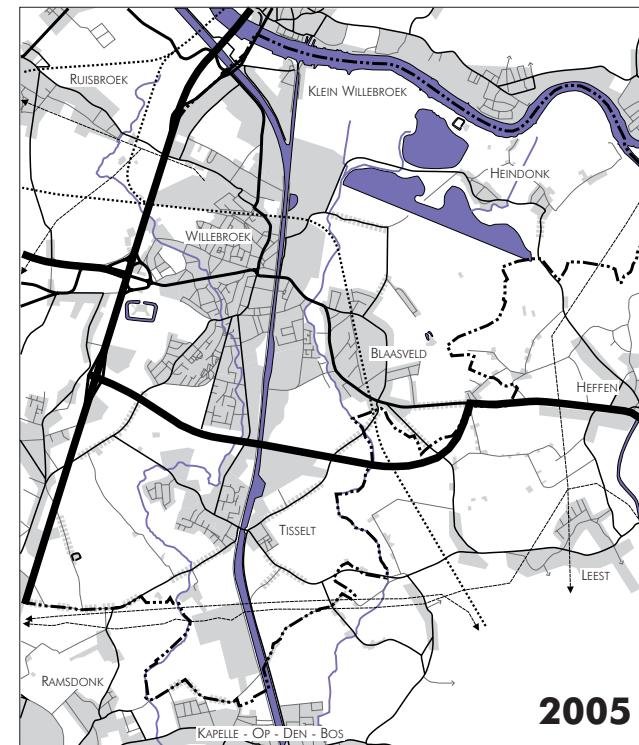 RUISBROEK
KLEIN WILLEBROEK
HEINDONK
WILLEBROEK
BLAASVELD
HEFFEN
TISSELT
LEEST
RAMSDONK
2005
KAPELLE - OP - DEN - BOS